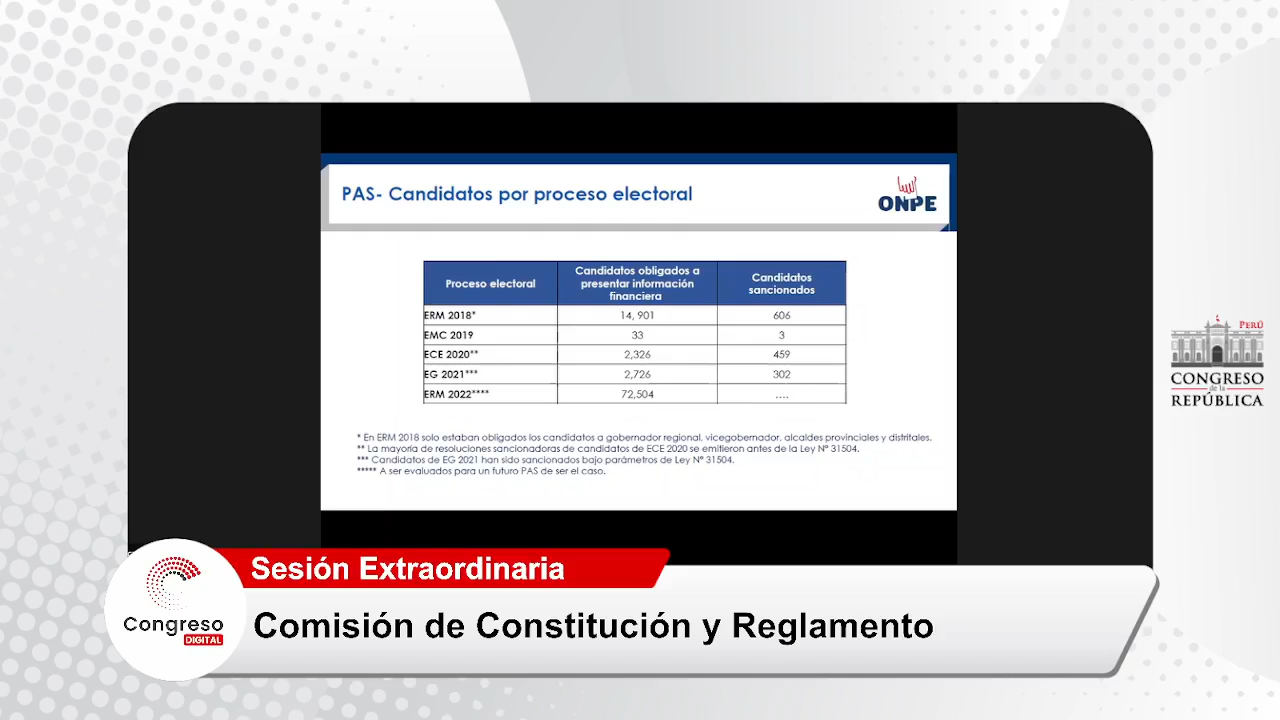 PAS- Candidatos por proceso electoral
ONPE
Proceso electoral
Candidatos obligados a
presentar información
financiera
Candidatos
sancionados
ERM 2018* 14, 901 606
EMC 2019 33 3
ECE 2020** 2,326 459
EG 2021*** 2,726 302
ERM 2022**** 72,504 ....
* En ERM 2018 solo estaban obligados los candidatos a gobernador regional, vicegobernador, alcaldes provinciales y distritales.
** La mayoría de resoluciones sancionadoras de candidatos de ECE 2020 se emitieron antes de la Ley N° 31504.
*** Candidatos de EG 2021 han sido sancionados bajo parámetros de Ley N° 31504.
***** A ser evaluados para un futuro PAS de ser el caso.
PERÚ
CONGRESO
de la
REPÚBLICA
Sesión Extraordinaria
Congreso
DIGITAL
Comisión de Constitución y Reglamento